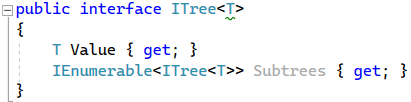 public interface ITree<T>
{
    T Value { get; }
    IEnumerable<ITree<T>> Subtrees { get; }
}